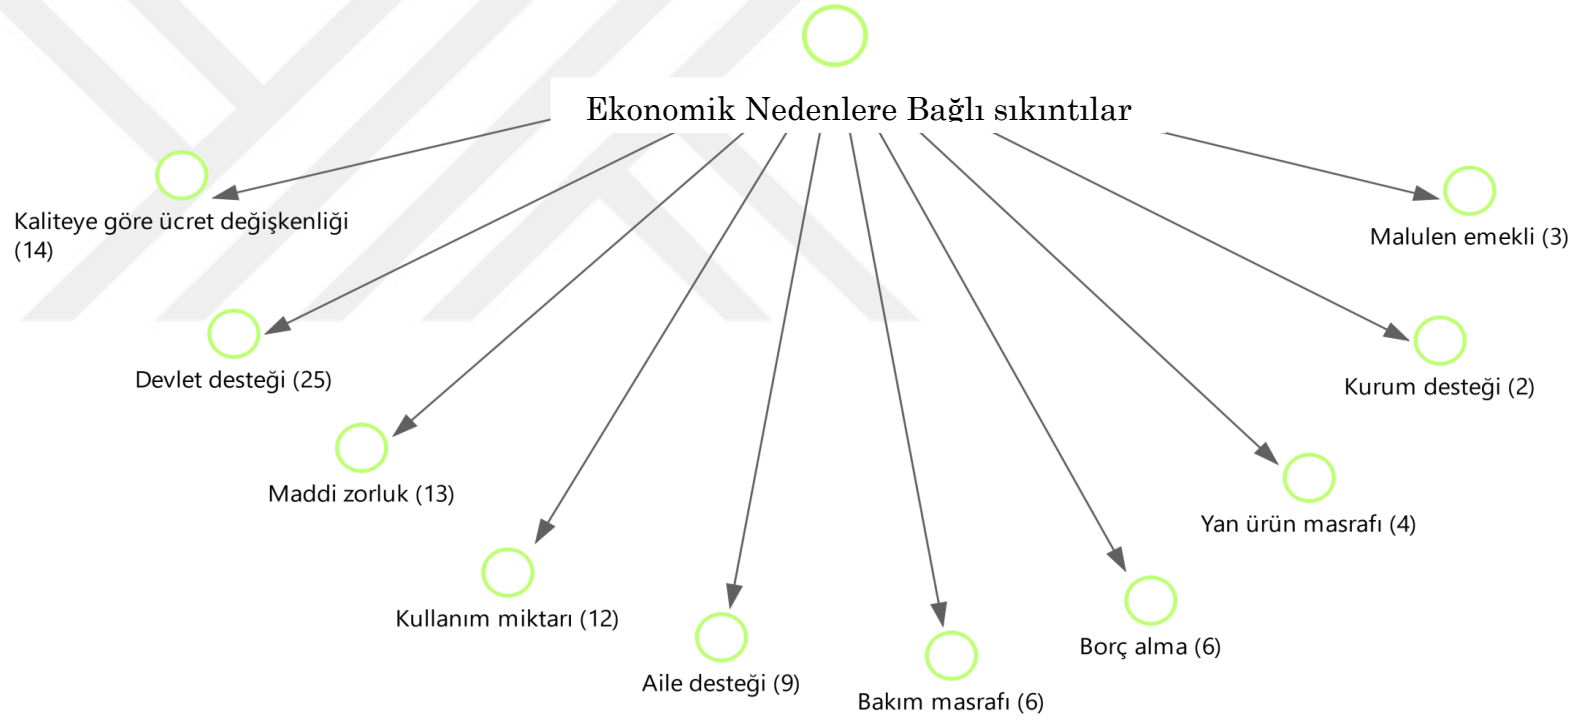 Ekonomik Nedenlere Bağlı sıkıntılar
Kaliteye göre ücret değişkenliği
(14)
Devlet desteği (25)
Maddi zorluk (13)
Kullanım miktarı (12)
Aile desteği (9)
Bakım masrafı (6)
Borç alma (6)
Yan ürün masrafı (4)
Kurum desteği (2)
Malulen emekli (3)